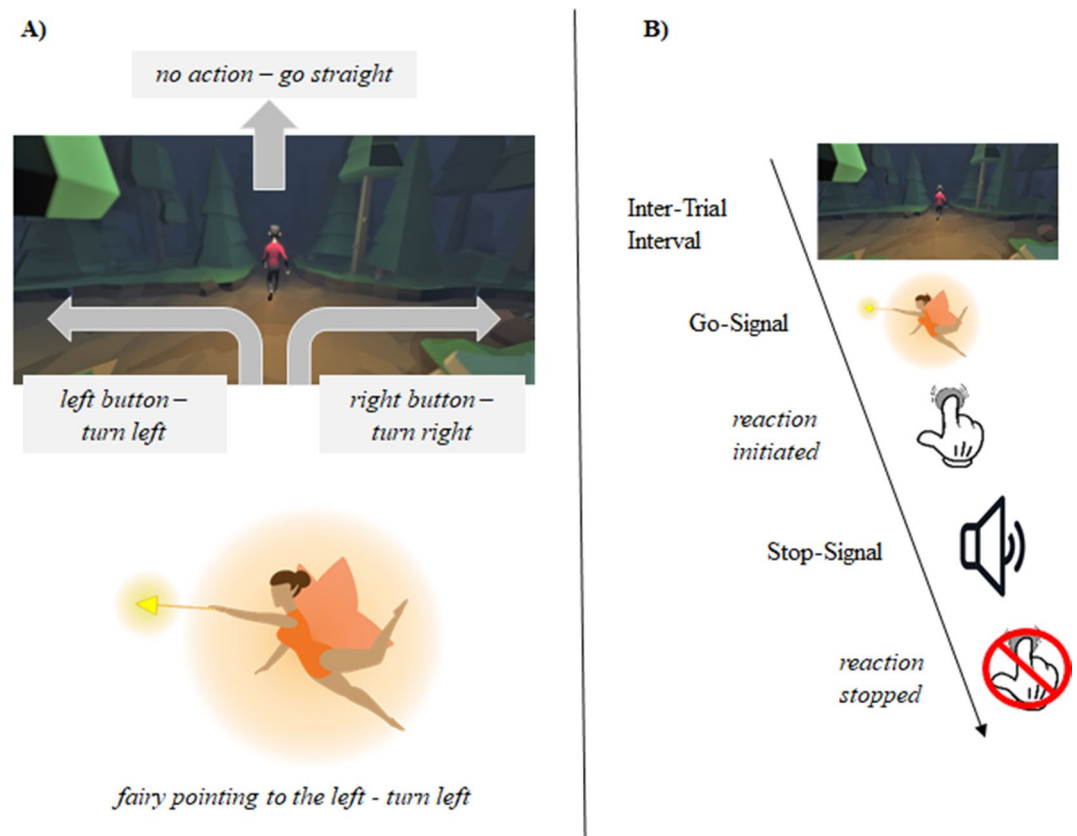 A)
no action – go straight
left button –
turn left
right button –
turn right
fairy pointing to the left - turn left
B)
Inter-Trial
Interval
Go-Signal
reaction
initiated
Stop-Signal
reaction
stopped